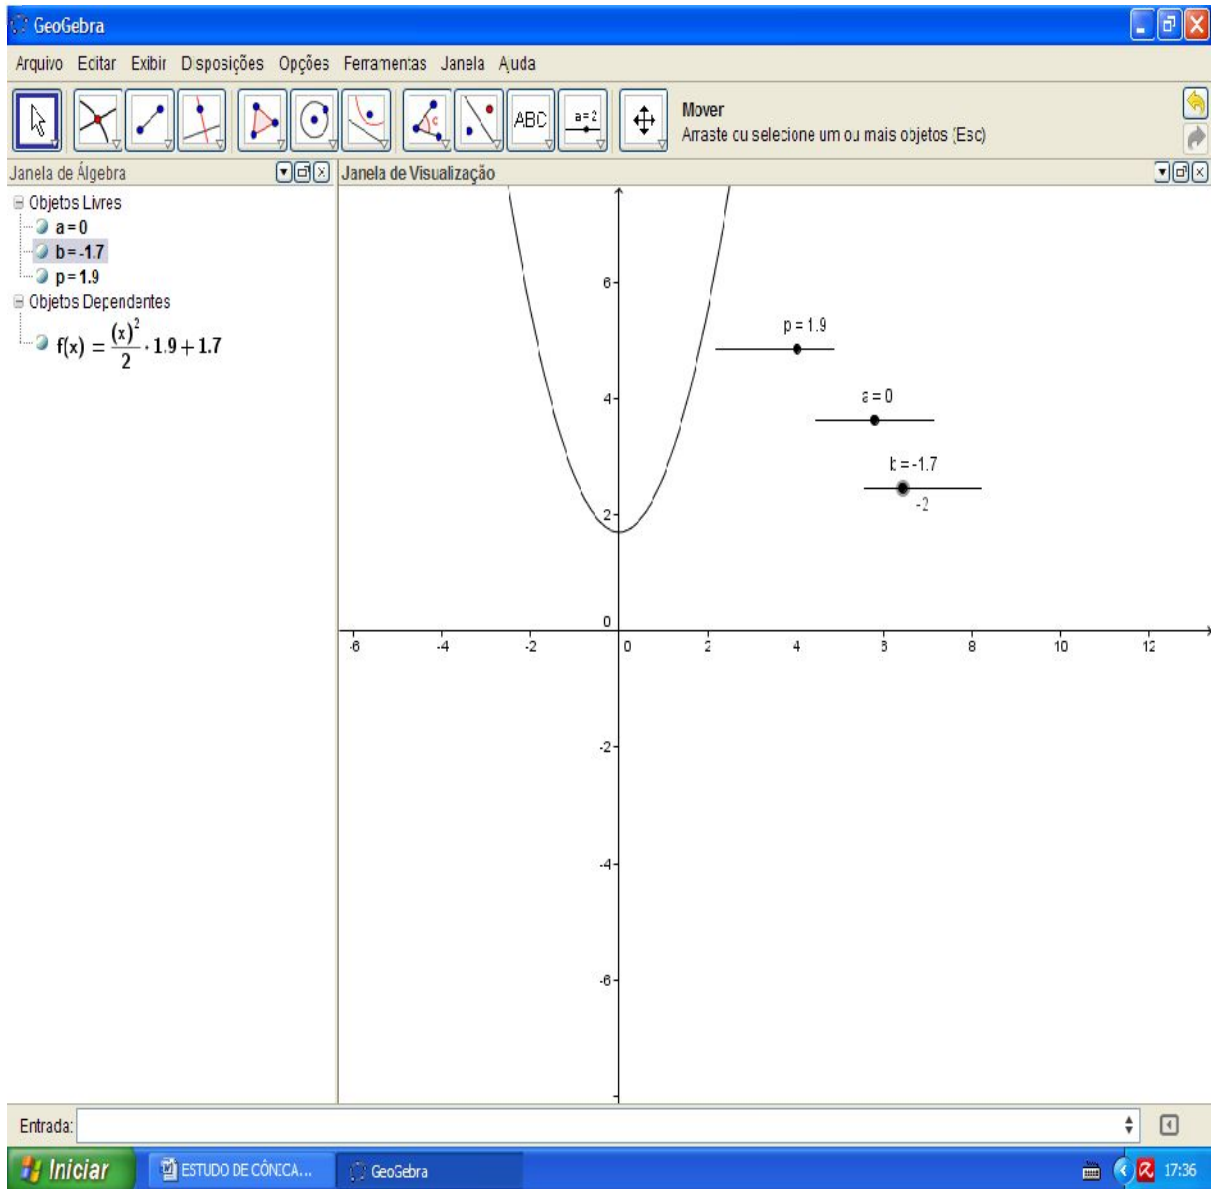 GeoGebra
Arquivo Editar Exibir Disposições Opções Ferramentas Janela Ajuda
ABC
a=2
Mover
Arraste ou selecione um ou mais objetos (Esc)
Janela de Álgebra
Janela de Visualização
Objetos Livres
a = 0
b = -1.7
p = 1.9
Objetos Dependentes
f(x) = (x)²/2 · 1.9 + 1.7
6
p = 1.9
4
a = 0
b = -1.7
-2
2
0
-6 -4 -2 0 2 4 6 8 10 12
-2
-4
-6
Entrada:
Iniciar
ESTUDO DE CÔNICA...
GeoGebra
17:36